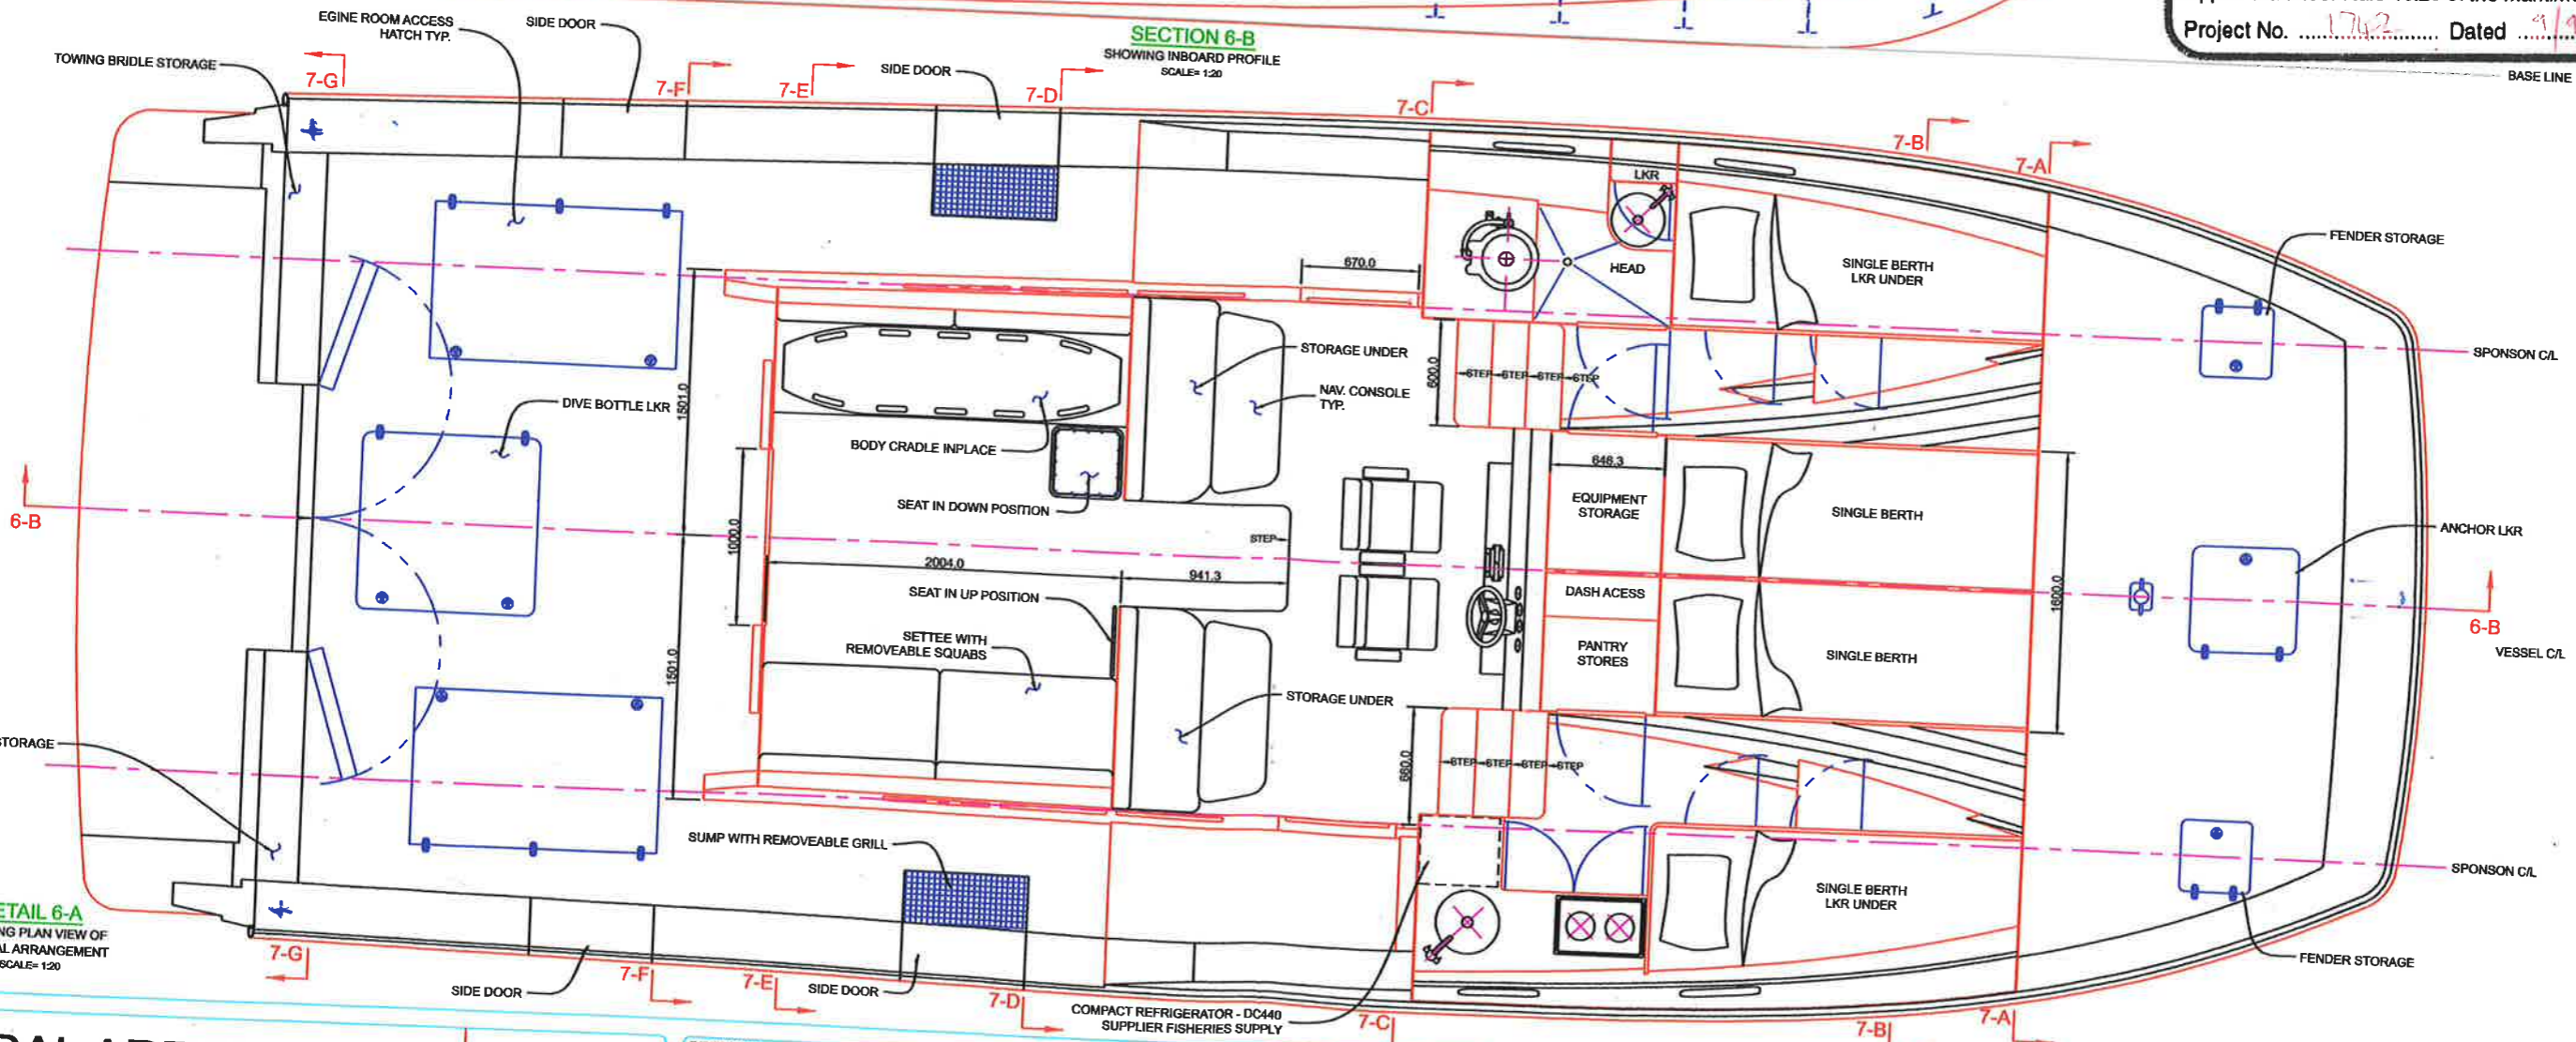 Project No. 1742 Dated
SECTION 6-B
SHOWING INBOARD PROFILE
SCALE= 1:20
BASE LINE
EGINE ROOM ACCESS
HATCH TYP.
SIDE DOOR
TOWING BRIDLE STORAGE
SIDE DOOR
7-G
7-F
7-E
7-D
7-C
7-B
7-A
LKR
HEAD
SINGLE BERTH
LKR UNDER
FENDER STORAGE
670.0
SPONSON C/L
STORAGE UNDER
NAV. CONSOLE
TYP.
600.0
STEP STEP STEP STEP
1501.0
DIVE BOTTLE LKR
BODY CRADLE INPLACE
SEAT IN DOWN POSITION
646.3
EQUIPMENT
STORAGE
SINGLE BERTH
ANCHOR LKR
6-B
1000.0
STEP
2004.0
941.3
DASH ACESS
1600.0
6-B
VESSEL C/L
SEAT IN UP POSITION
SETTEE WITH
REMOVEABLE SQUABS
PANTRY
STORES
SINGLE BERTH
1501.0
STORAGE UNDER
660.0
STEP STEP STEP STEP
STORAGE
SUMP WITH REMOVEABLE GRILL
SPONSON C/L
SINGLE BERTH
LKR UNDER
FENDER STORAGE
ETAIL 6-A
NG PLAN VIEW OF
AL ARRANGEMENT
SCALE= 1:20
7-G
SIDE DOOR
7-F
7-E
SIDE DOOR
7-D
COMPACT REFRIGERATOR - DC440
SUPPLIER FISHERIES SUPPLY
7-C
7-B
7-A